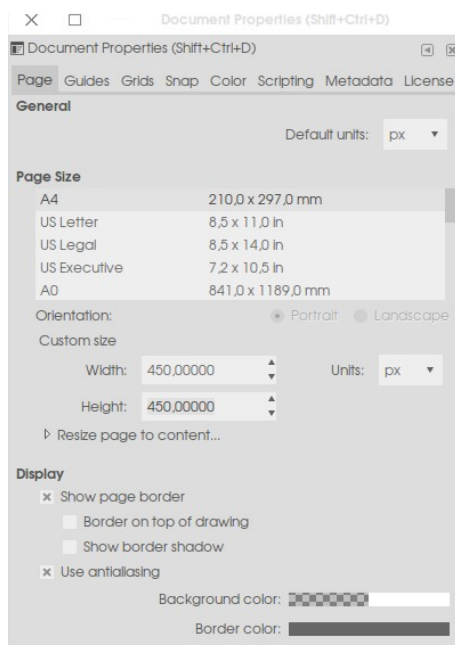 Document Properties (Shift+Ctrl+D)
Document Properties (Shift+Ctrl+D)
Page Guides Grids Snap Color Scripting Metadata License
General
Default units: px
Page Size
A4 210,0 x 297,0 mm
US Letter 8,5 x 11,0 in
US Legal 8,5 x 14,0 in
US Executive 7,2 x 10,5 in
A0 841,0 x 1189,0 mm
Orientation: Portrait Landscape
Custom size
Width: 450,00000 Units: px
Height: 450,00000
Resize page to content...
Display
Show page border
Border on top of drawing
Show border shadow
Use antialiasing
Background color:
Border color: